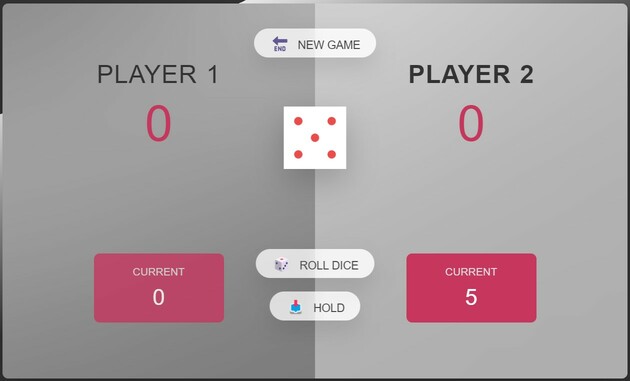 END NEW GAME
PLAYER 1
PLAYER 2
0
0
CURRENT
0
ROLL DICE
HOLD
CURRENT
5